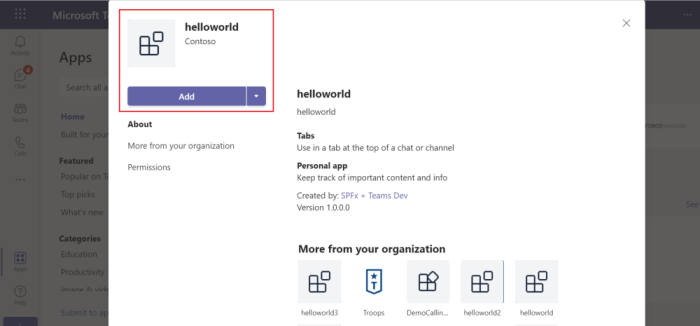 Microsoft T
helloworld
Contoso
Add
About
More from your organization
Permissions
helloworld
helloworld
Tabs
Use in a tab at the top of a chat or channel
Personal app
Keep track of important content and info
Created by: SPFx + Teams Dev
Version 1.0.0.0
More from your organization
helloworld3
Troops
DemoCallin...
helloworld2
helloworld
Activity
Chat
Teams
Calls
Apps
Help
Apps
Search all a
Home
Built for your
Featured
Popular on T
Top picks
What's new
Categories
Education
Productivity
Submit to ap
See